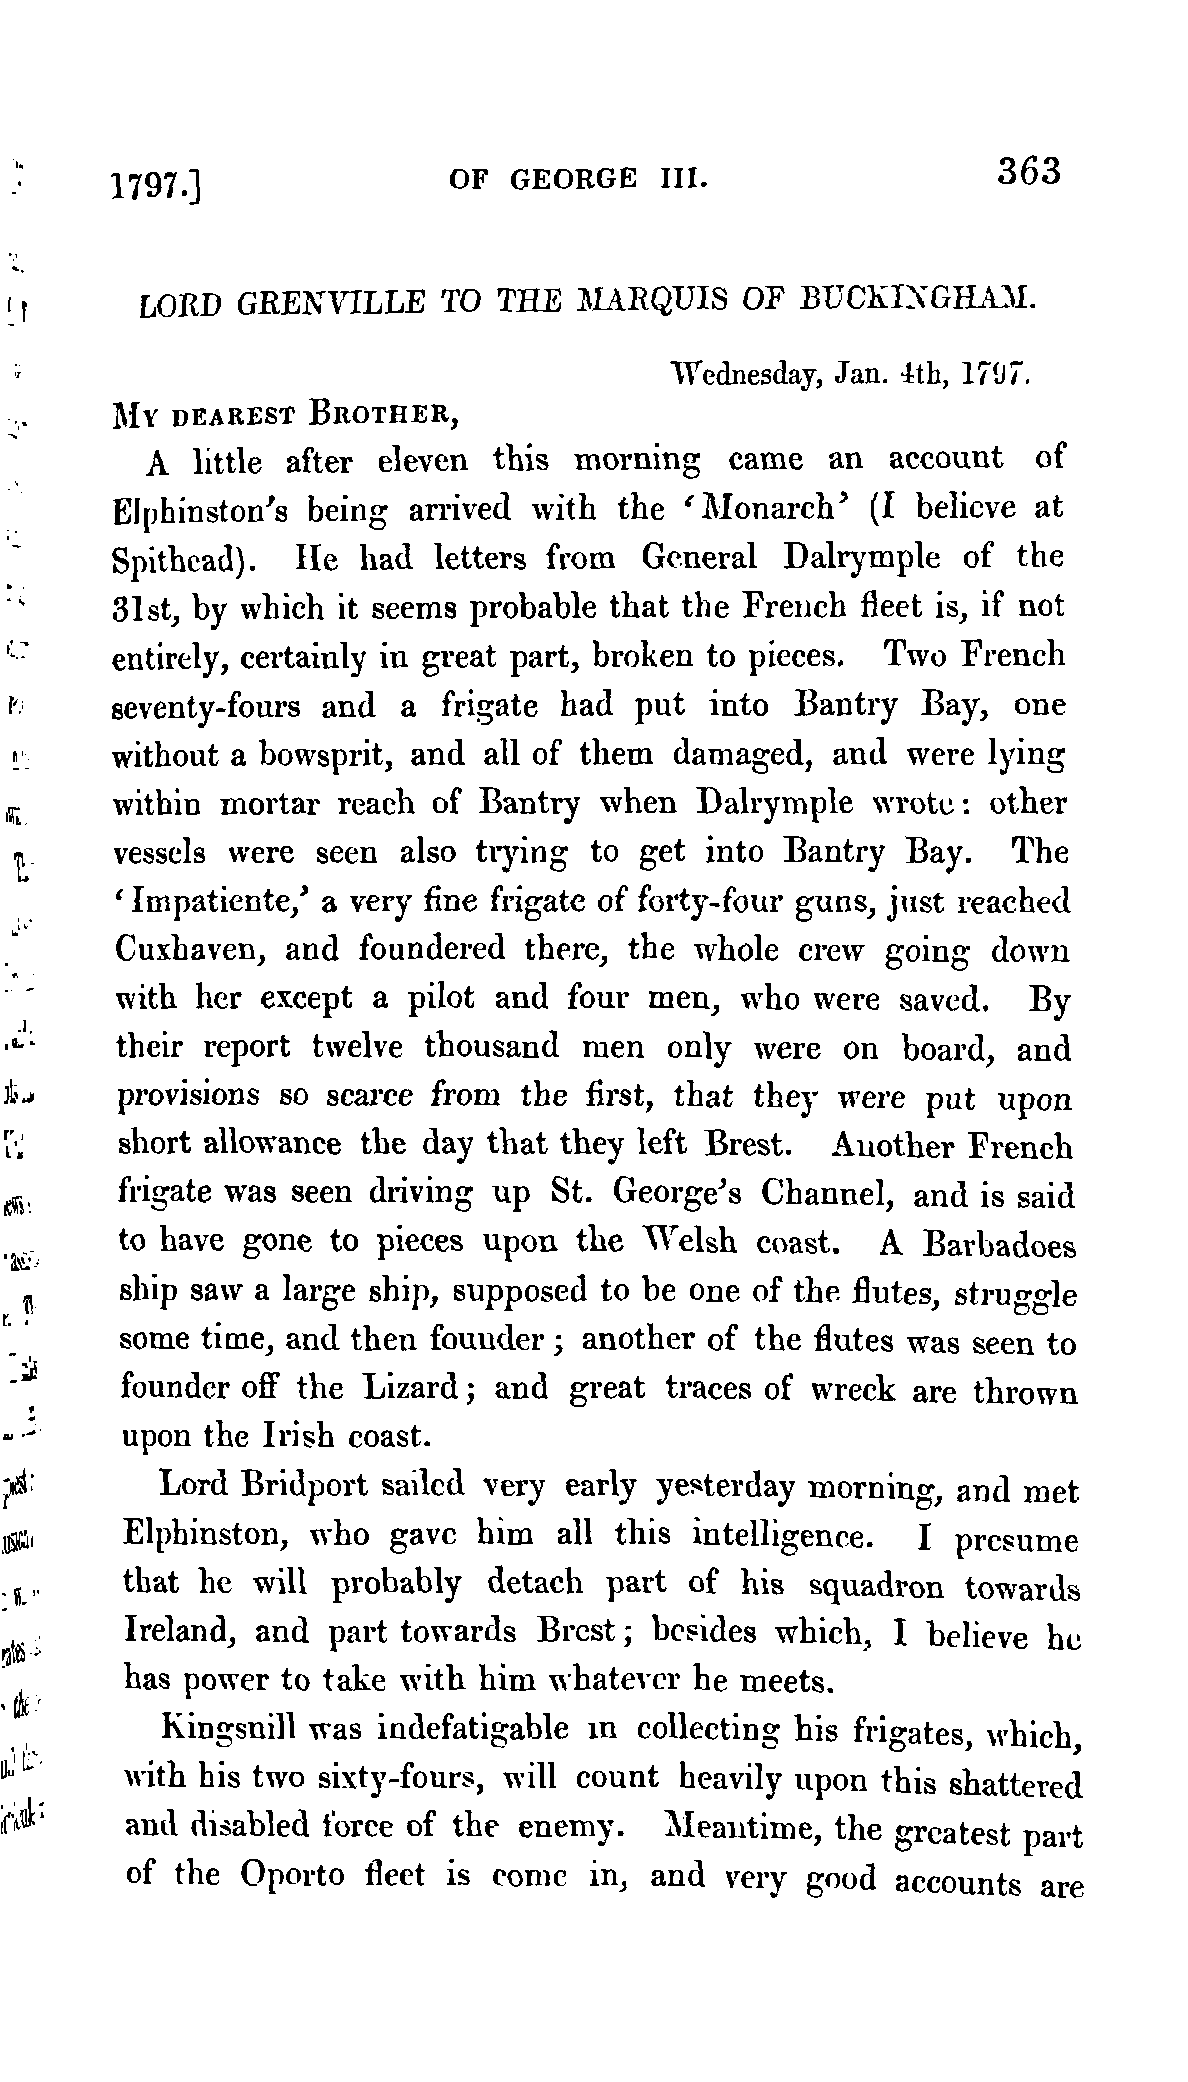 1797.] OF GEORGE III. 363
LORD GRENVILLE TO THE MARQUIS OF BUCKINGHAM.
Wednesday, Jan. 4th, 1797.
MY DEAREST BROTHER,
A little after eleven this morning came an account of
Elphinston's being arrived with the 'Monarch' (I believe at
Spithead). He had letters from General Dalrymple of the
31st, by which it seems probable that the French fleet is, if not
entirely, certainly in great part, broken to pieces. Two French
seventy-fours and a frigate had put into Bantry Bay, one
without a bowsprit, and all of them damaged, and were lying
within mortar reach of Bantry when Dalrymple wrote: other
vessels were seen also trying to get into Bantry Bay. The
'Impatiente,' a very fine frigate of forty-four guns, just reached
Cuxhaven, and foundered there, the whole crew going down
with her except a pilot and four men, who were saved. By
their report twelve thousand men only were on board, and
provisions so scarce from the first, that they were put upon
short allowance the day that they left Brest. Another French
frigate was seen driving up St. George's Channel, and is said
to have gone to pieces upon the Welsh coast. A Barbadoes
ship saw a large ship, supposed to be one of the flutes, struggle
some time, and then founder; another of the flutes was seen to
founder off the Lizard; and great traces of wreck are thrown
upon the Irish coast.
Lord Bridport sailed very early yesterday morning, and met
Elphinston, who gave him all this intelligence. I presume
that he will probably detach part of his squadron towards
Ireland, and part towards Brest; besides which, I believe he
has power to take with him whatever he meets.
Kingsmill was indefatigable in collecting his frigates, which,
with his two sixty-fours, will count heavily upon this shattered
and disabled force of the enemy. Meantime, the greatest part
of the Oporto fleet is come in, and very good accounts are